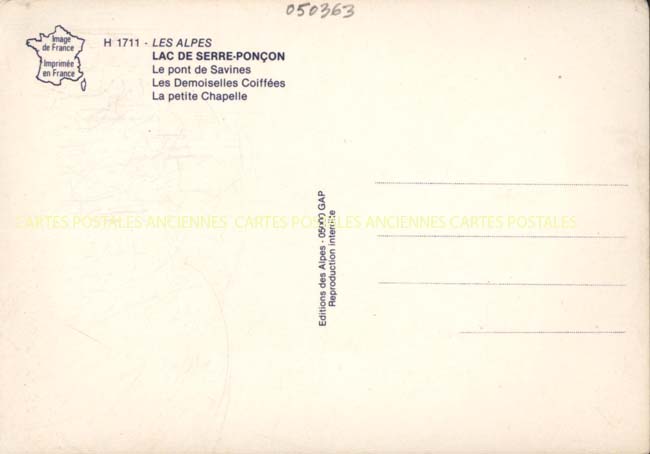 050363
Image
de France
Imprimée
en France
H 1711 - LES ALPES
LAC DE SERRE-PONÇON
Le pont de Savines
Les Demoiselles Coiffées
La petite Chapelle
Editions des Alpes - 05000 GAP
Reproduction interdite
CARTES POSTALES ANCIENNES CARTES POSTALES ANCIENNES CARTES POSTALES